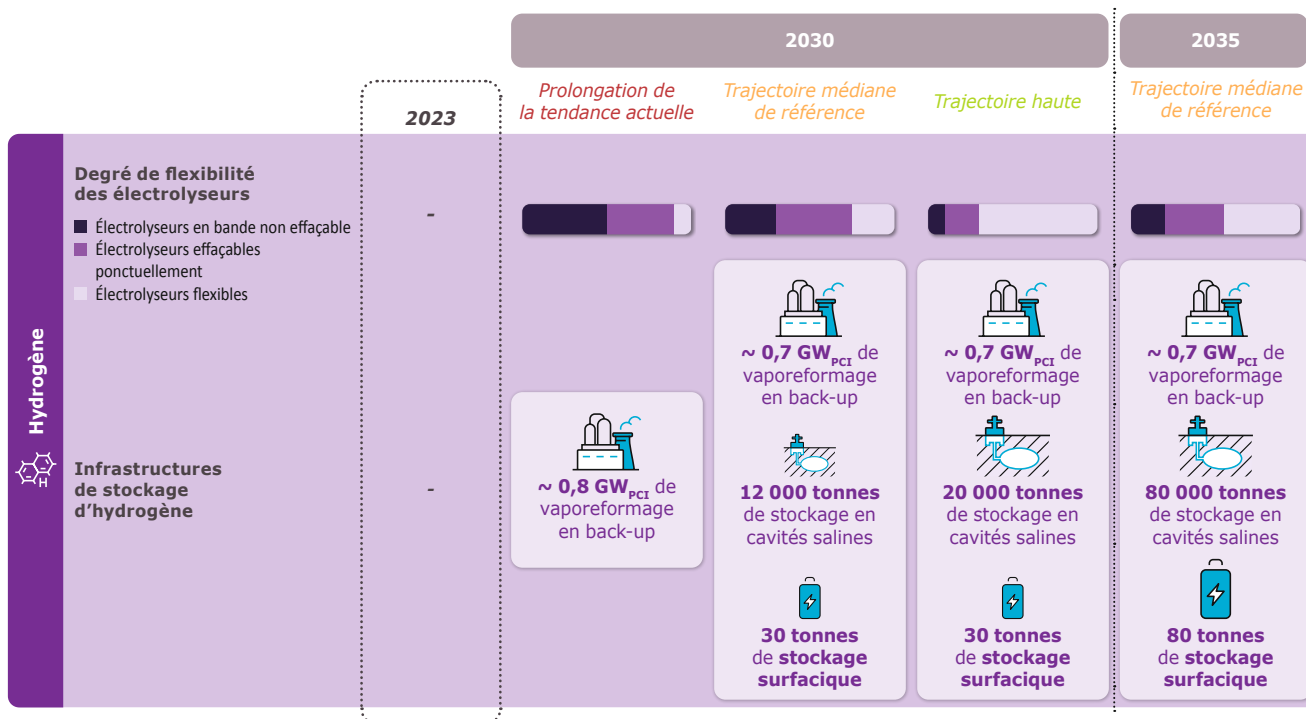 2030
2035
2023
Prolongation de
la tendance actuelle
Trajectoire médiane
de référence
Trajectoire haute
Trajectoire médiane
de référence
Hydrogène
H
Degré de flexibilité
des électrolyseurs
Électrolyseurs en bande non effaçable
Électrolyseurs effaçables
ponctuellement
Électrolyseurs flexibles
-
Infrastructures
de stockage
d’hydrogène
-
~ 0,8 GWPCI de
vaporeformage
en back-up
~ 0,7 GWPCI de
vaporeformage
en back-up
12 000 tonnes
de stockage en
cavités salines
30 tonnes
de stockage
surfacique
~ 0,7 GWPCI de
vaporeformage
en back-up
20 000 tonnes
de stockage en
cavités salines
30 tonnes
de stockage
surfacique
~ 0,7 GWPCI de
vaporeformage
en back-up
80 000 tonnes
de stockage en
cavités salines
80 tonnes
de stockage
surfacique